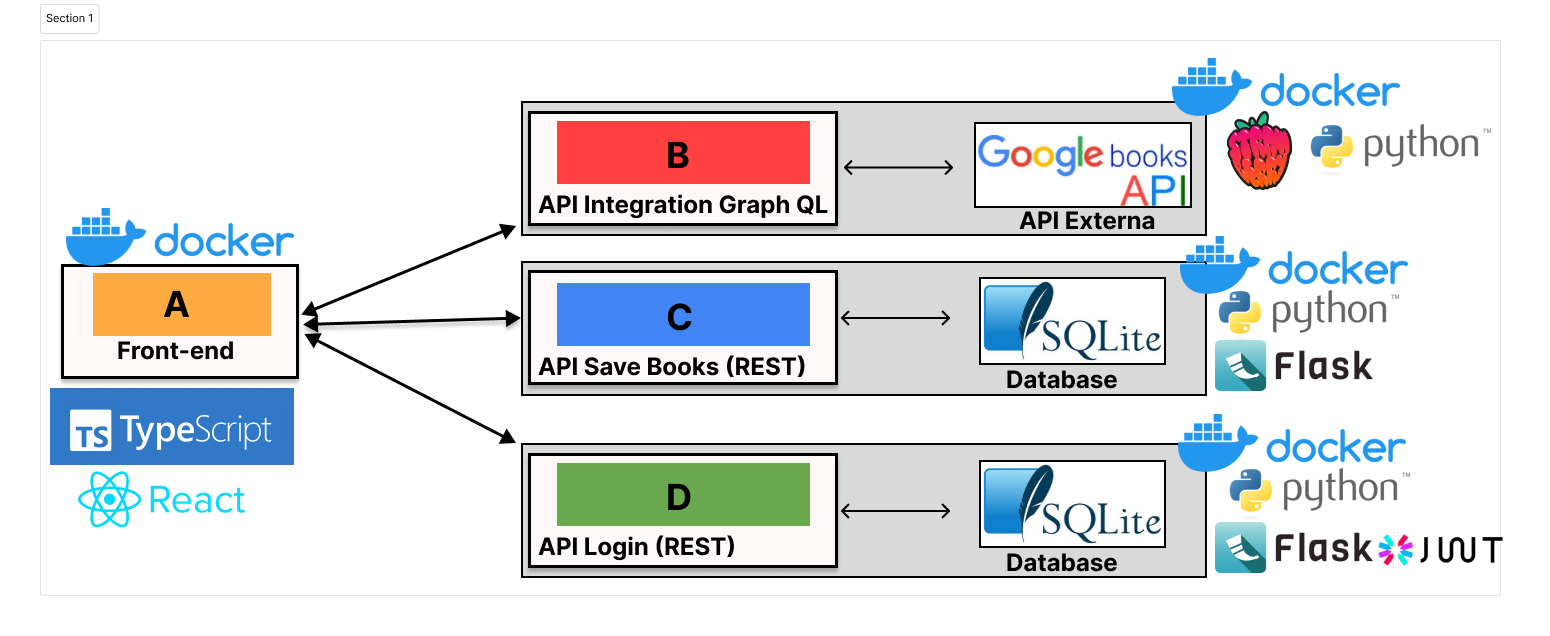 Section 1
docker
A
Front-end
TS TypeScript
React
B
API Integration Graph QL
Google books
API
API Externa
docker
python™
C
API Save Books (REST)
SQLite
Database
docker
python™
Flask
D
API Login (REST)
SQLite
Database
docker
python™
Flask
JWT